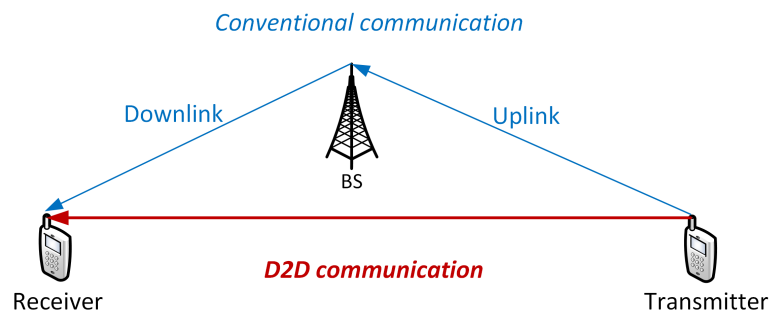 Conventional communication
Downlink
Uplink
BS
D2D communication
Receiver
Transmitter